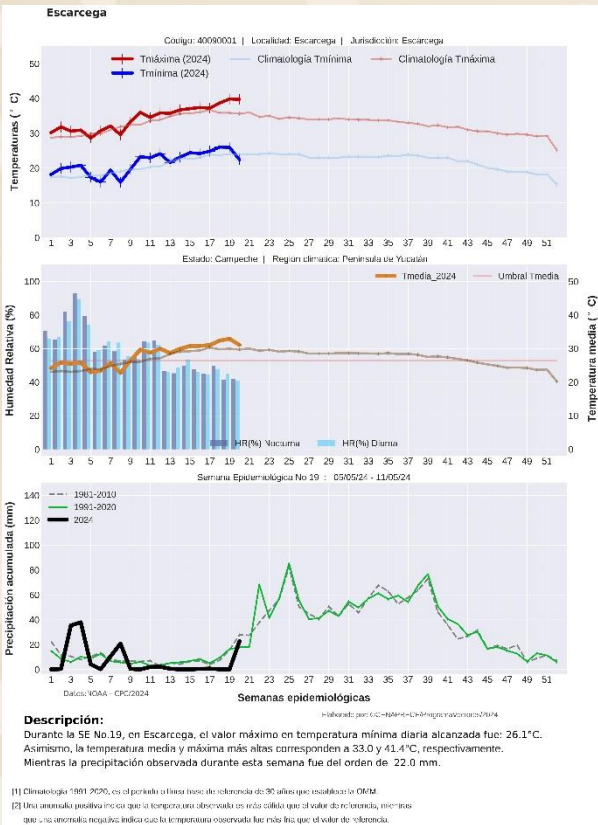 Escarcega
Código: 40090001 | Localidad: Escarcega | Jurisdicción: Escarcega
Temperaturas (° C)
Tmáxima (2024)
Tmínima (2024)
Climatología Tmínima
Climatología Tmáxima
50
40
30
20
10
0
1 3 5 7 9 11 13 15 17 19 21 23 25 27 29 31 33 35 37 39 41 43 45 47 49 51
Estado: Campeche | Region climatica: Peninsula de Yucatán
Humedad Relativa (%)
Tmedia_2024
Umbral Tmedia
100
80
60
40
20
0
50
40
30
20
10
0
Temperatura media (° C)
HR(%) Nocturna
HR(%) Diurna
1 3 5 7 9 11 13 15 17 19 21 23 25 27 29 31 33 35 37 39 41 43 45 47 49 51
Semana Epidemiológica No 19 : 05/05/24 - 11/05/24
Precipitación acumulada (mm)
1981-2010
1991-2020
2024
140
120
100
80
60
40
20
0
1 3 5 7 9 11 13 15 17 19 21 23 25 27 29 31 33 35 37 39 41 43 45 47 49 51
Datos: NOAA - CPC/2024
Semanas epidemiológicas
Elaborado por:
Descripción:
Durante la SE No.19, en Escarcega, el valor máximo en temperatura mínima diaria alcanzada fue: 26.1°C.
Asimismo, la temperatura media y máxima más altas corresponden a 33.0 y 41.4°C, respectivamente.
Mientras la precipitación observada durante esta semana fue del orden de 22.0 mm.
[1] Climatología 1991-2020, es el período o línea base de referencia de 30 años que establece la OMM.
[2] Una anomalía positiva indica que la temperatura observada es más cálida que el valor de referencia, mientras
que una anomalía negativa indica que la temperatura observada fue más fría que el valor de referencia.